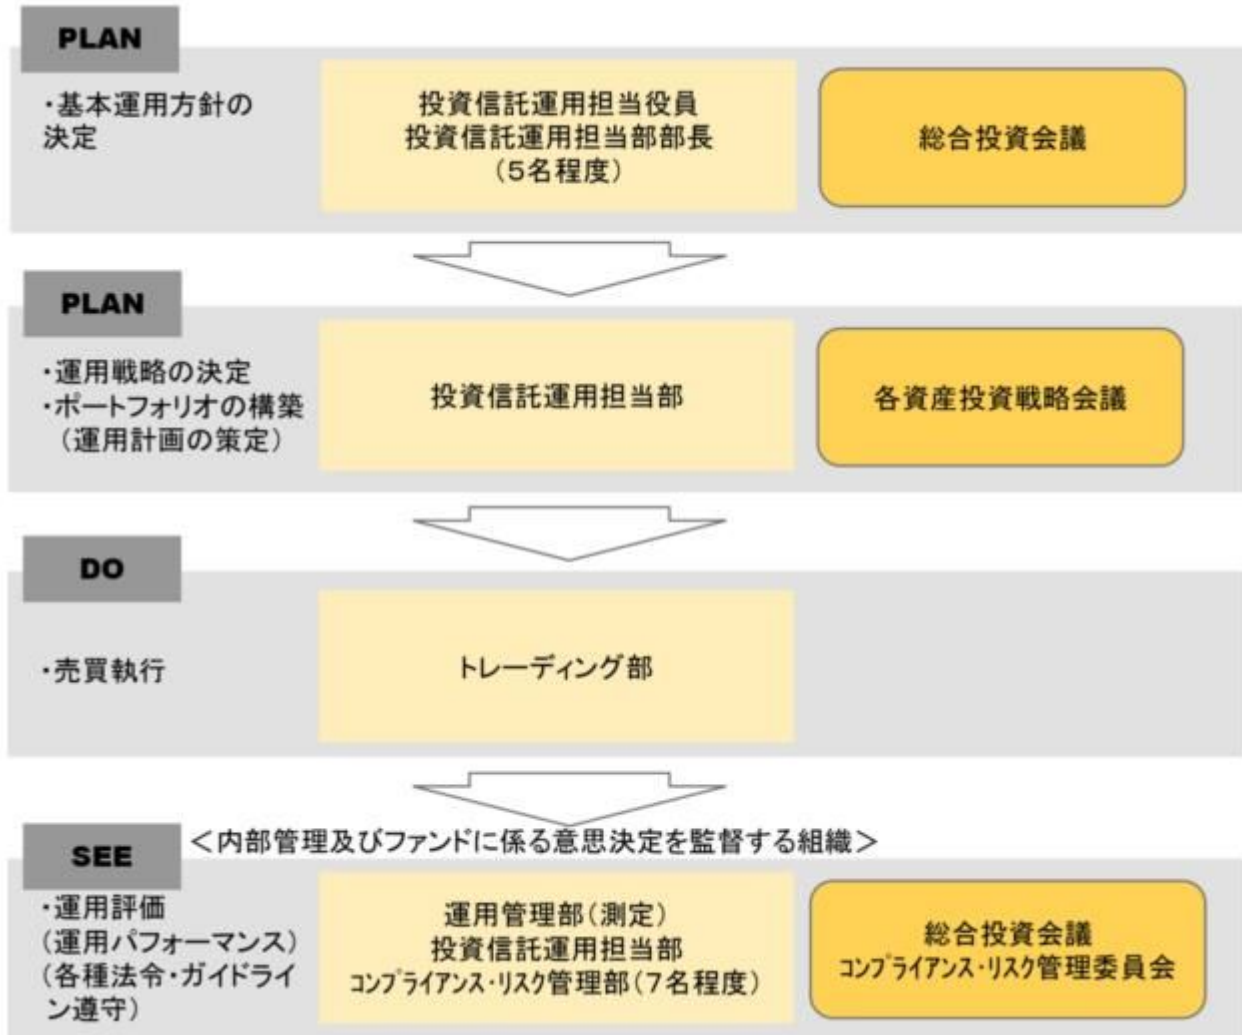 PLAN
・基本運用方針の
決定
投資信託運用担当役員
投資信託運用担当部部長
(5名程度)
総合投資会議
PLAN
・運用戦略の決定
・ポートフォリオの構築
(運用計画の策定)
投資信託運用担当部
各資産投資戦略会議
DO
・売買執行
トレーディング部
SEE
<内部管理及びファンドに係る意思決定を監督する組織>
・運用評価
(運用パフォーマンス)
(各種法令・ガイドライ
ン遵守)
運用管理部(測定)
投資信託運用担当部
コンプライアンス・リスク管理部(7名程度)
総合投資会議
コンプライアンス・リスク管理委員会